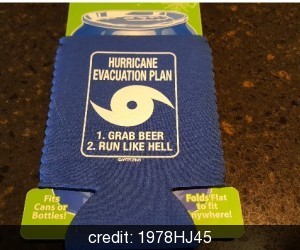 HURRICANE
EVACUATION PLAN
1. GRAB BEER
2. RUN LIKE HELL
Fits
Cans or
Bottles!
Folds Flat
to fit
Anywhere!
credit: 1978HJ45